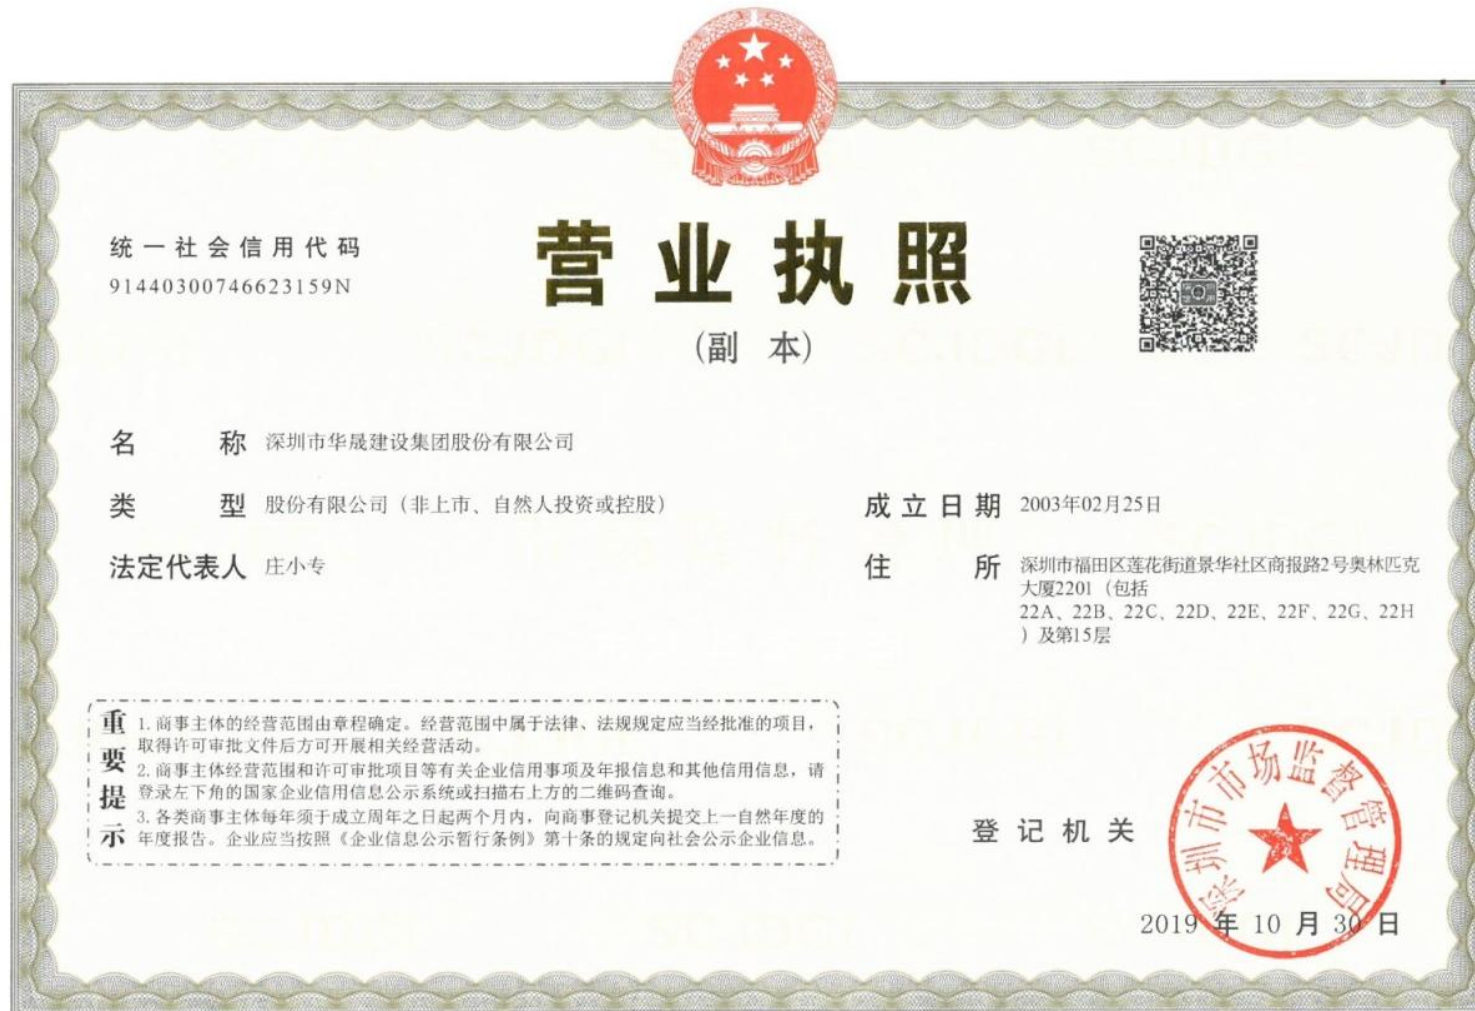 统一社会信用代码
91440300746623159N
营业执照
(副 本)
名 称 深圳市华晟建设集团股份有限公司
类 型 股份有限公司（非上市、自然人投资或控股）
法定代表人 庄小专
成立日期 2003年02月25日
住 所 深圳市福田区莲花街道景华社区商报路2号奥林匹克
大厦2201（包括
22A、22B、22C、22D、22E、22F、22G、22H
）及第15层
重要提示
1.商事主体的经营范围由章程确定。经营范围中属于法律、法规规定应当经批准的项目，
取得许可审批文件后方可开展相关经营活动。
2.商事主体经营范围和许可审批项目等有关企业信用事项及年报信息和其他信用信息，请
登录左下角的国家企业信用信息公示系统或扫描右上方的二维码查询。
3.各类商事主体每年须于成立周年之日起两个月内，向商事登记机关提交上一自然年度的
年度报告。企业应当按照《企业信息公示暂行条例》第十条的规定向社会公示企业信息。
登记机关
深圳市市场监督管理局
2019 年 10 月 30 日